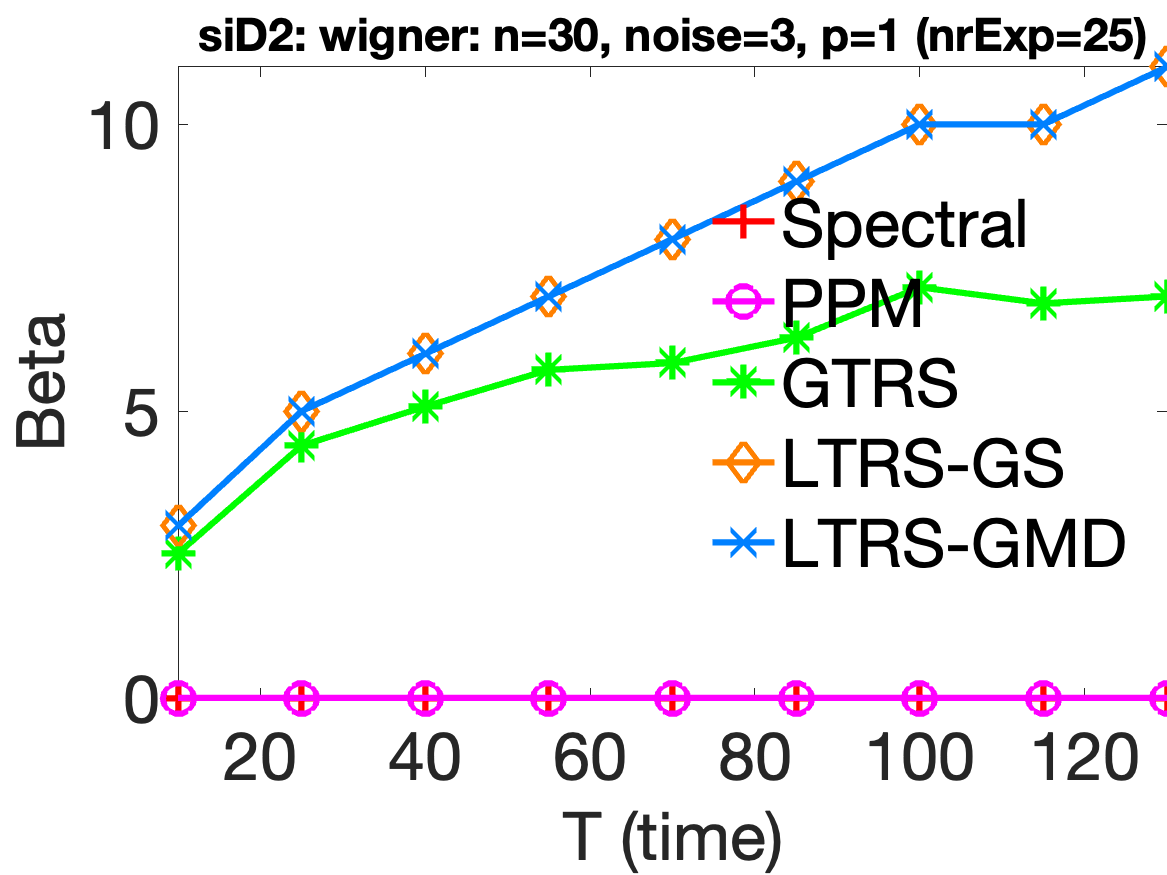 siD2: wigner: n=30, noise=3, p=1 (nrExp=25)
10
5
0
Beta
Spectral
PPM
GTRS
LTRS-GS
LTRS-GMD
20 40 60 80 100 120
T (time)